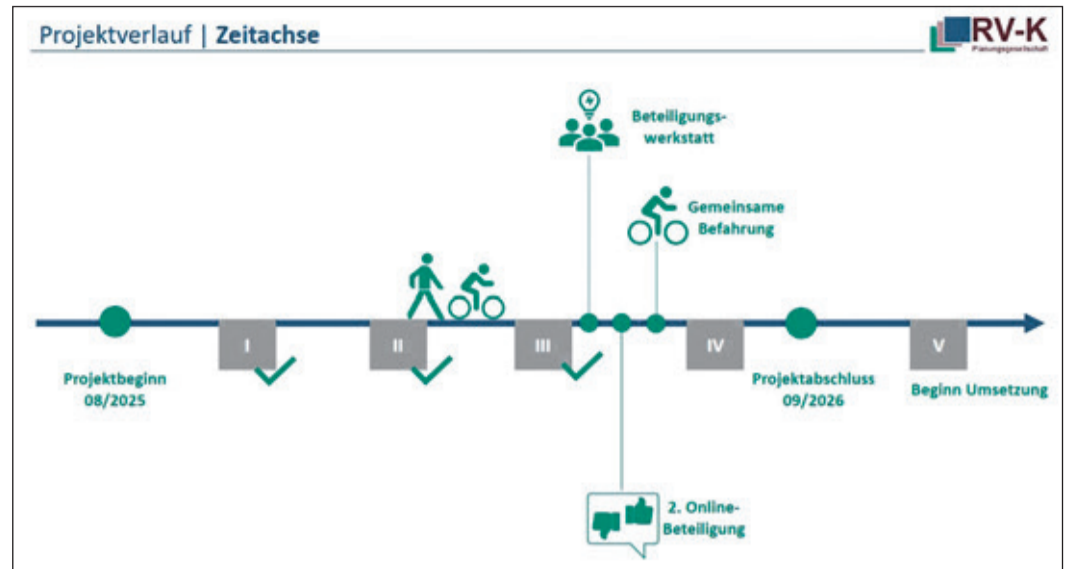 Projektverlauf | Zeitachse
RV-K
Planungsgesellschaft
Beteiligungs-
werkstatt
Gemeinsame
Befahrung
I
II
III
IV
V
Projektbeginn
08/2025
Projektabschluss
09/2026
Beginn Umsetzung
2. Online-
Beteiligung